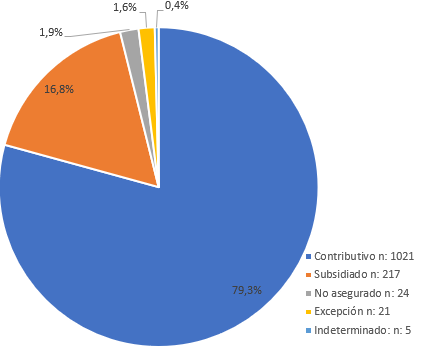 1,6%
0,4%
1,9%
16,8%
79,3%
Contributivo n: 1021
Subsidiado n: 217
No asegurado n: 24
Excepción n: 21
Indeterminado: n: 5